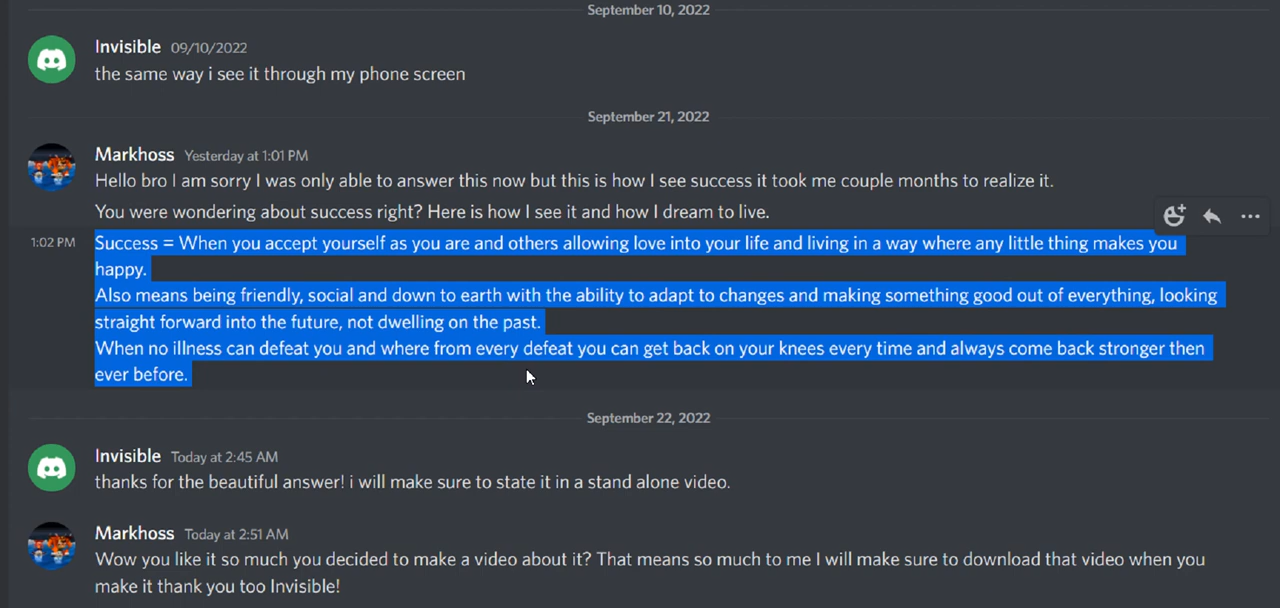 September 10, 2022
Invisible 09/10/2022
the same way i see it through my phone screen
September 21, 2022
Markhoss Yesterday at 1:01 PM
Hello bro I am sorry I was only able to answer this now but this is how I see success it took me couple months to realize it.
You were wondering about success right? Here is how I see it and how I dream to live.
1:02 PM Success = When you accept yourself as you are and others allowing love into your life and living in a way where any little thing makes you
happy.
Also means being friendly, social and down to earth with the ability to adapt to changes and making something good out of everything, looking
straight forward into the future, not dwelling on the past.
When no illness can defeat you and where from every defeat you can get back on your knees every time and always come back stronger then
ever before.
September 22, 2022
Invisible Today at 2:45 AM
thanks for the beautiful answer! i will make sure to state it in a stand alone video.
Markhoss Today at 2:51 AM
Wow you like it so much you decided to make a video about it? That means so much to me I will make sure to download that video when you
make it thank you too Invisible!